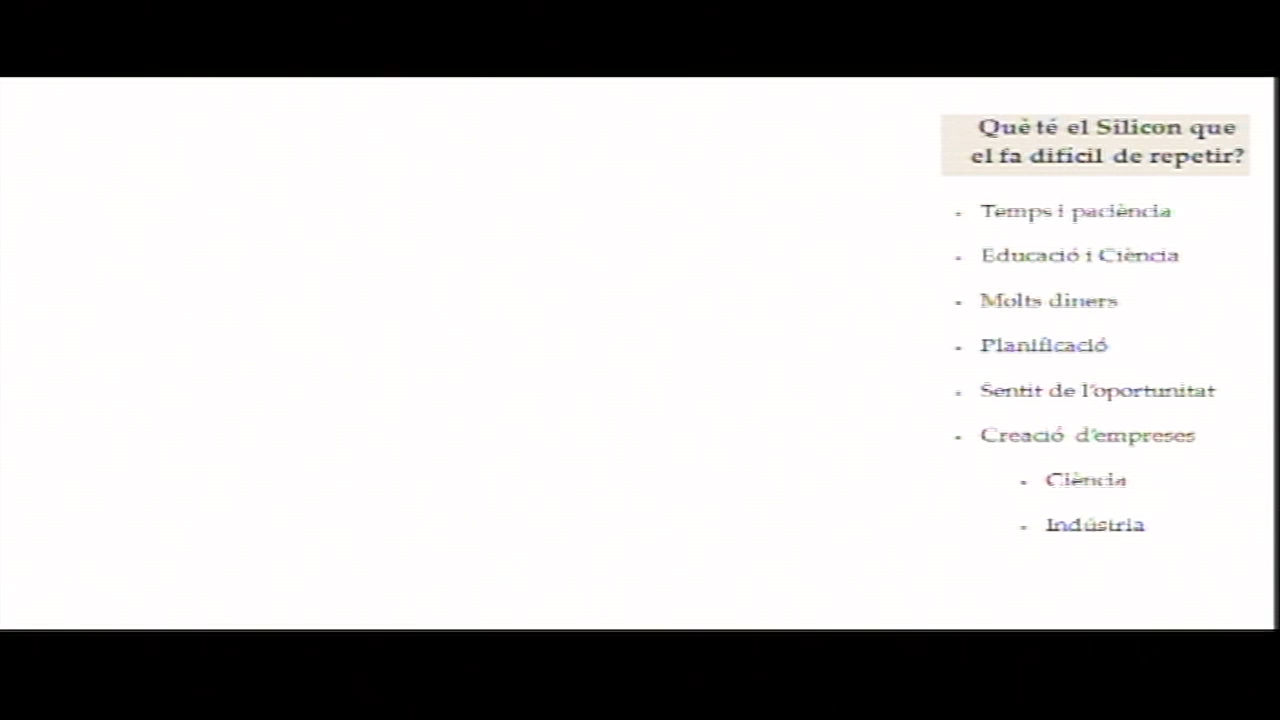 Què té el Silicon que
el fa difícil de repetir?
Temps i paciència
Educació i Ciència
Molts diners
Planificació
Sentit de l'oportunitat
Creació d'empreses
Ciència
Indústria